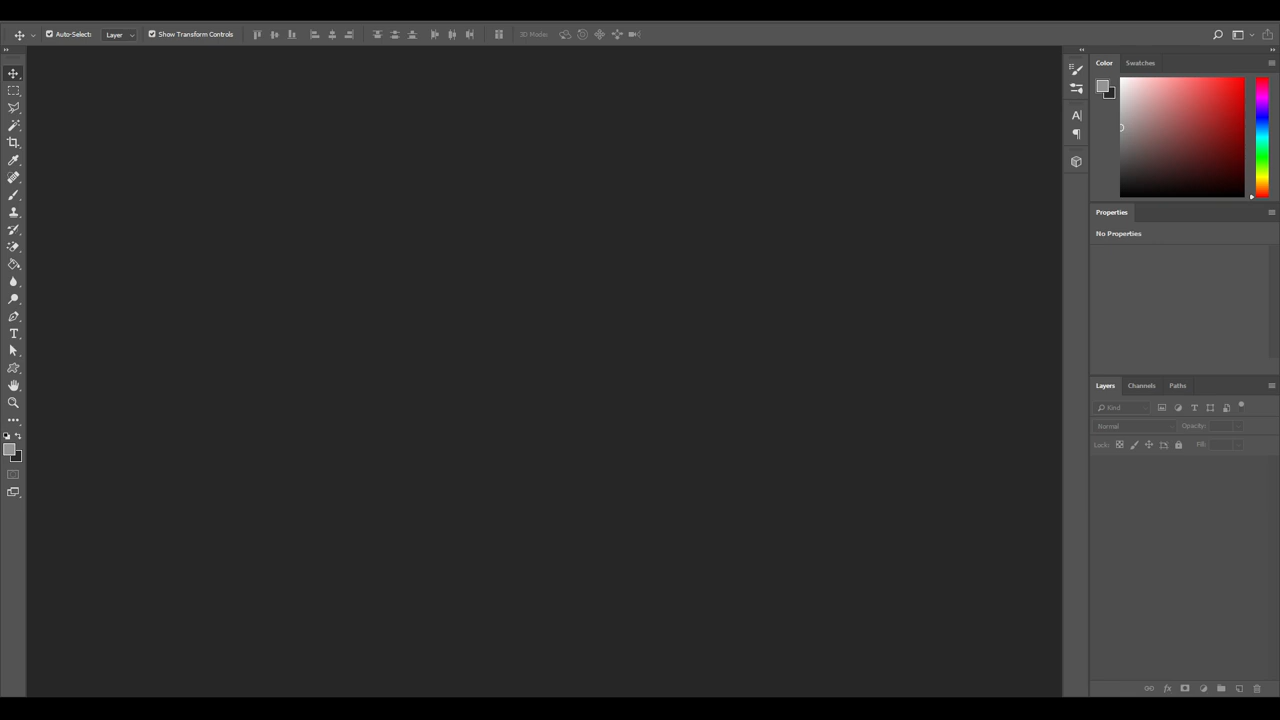 Auto-Select:
Layer
Show Transform Controls
3D Mode:
Color
Swatches
Properties
No Properties
Layers
Channels
Paths
Kind
Normal
Opacity:
Lock:
Fill: